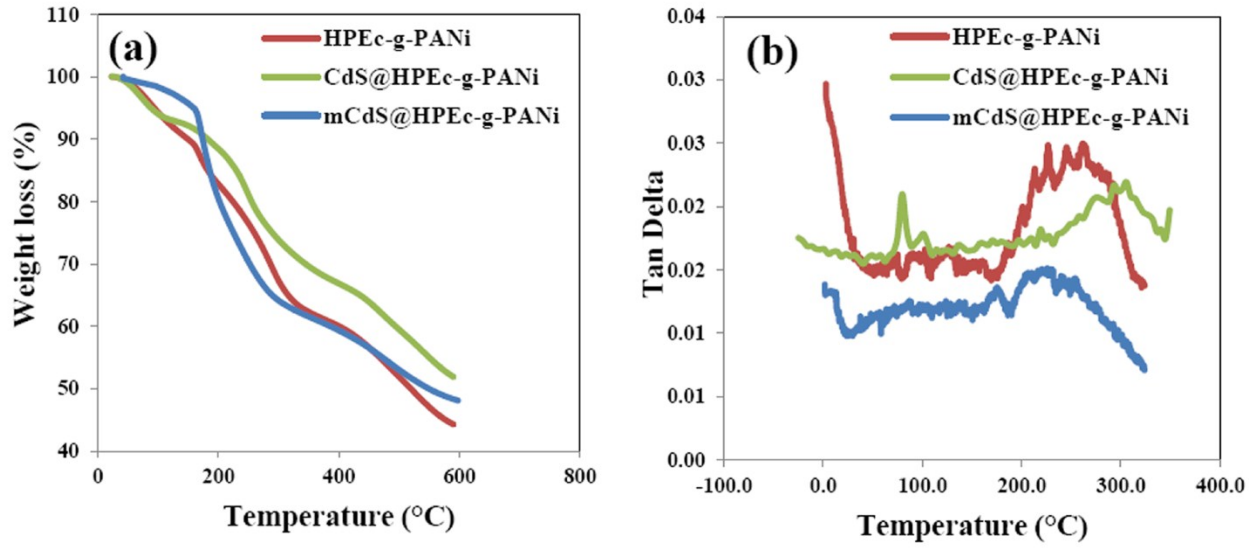 (a)
HPEc-g-PANi
CdS@HPEc-g-PANi
mCdS@HPEc-g-PANi
Weight loss (%)
110
100
90
80
70
60
50
40
0
200
400
600
800
Temperature (°C)
(b)
HPEc-g-PANi
CdS@HPEc-g-PANi
mCdS@HPEc-g-PANi
Tan Delta
0.04
0.03
0.03
0.02
0.02
0.01
0.01
0.00
-100.0
0.0
100.0
200.0
300.0
400.0
Temperature (°C)